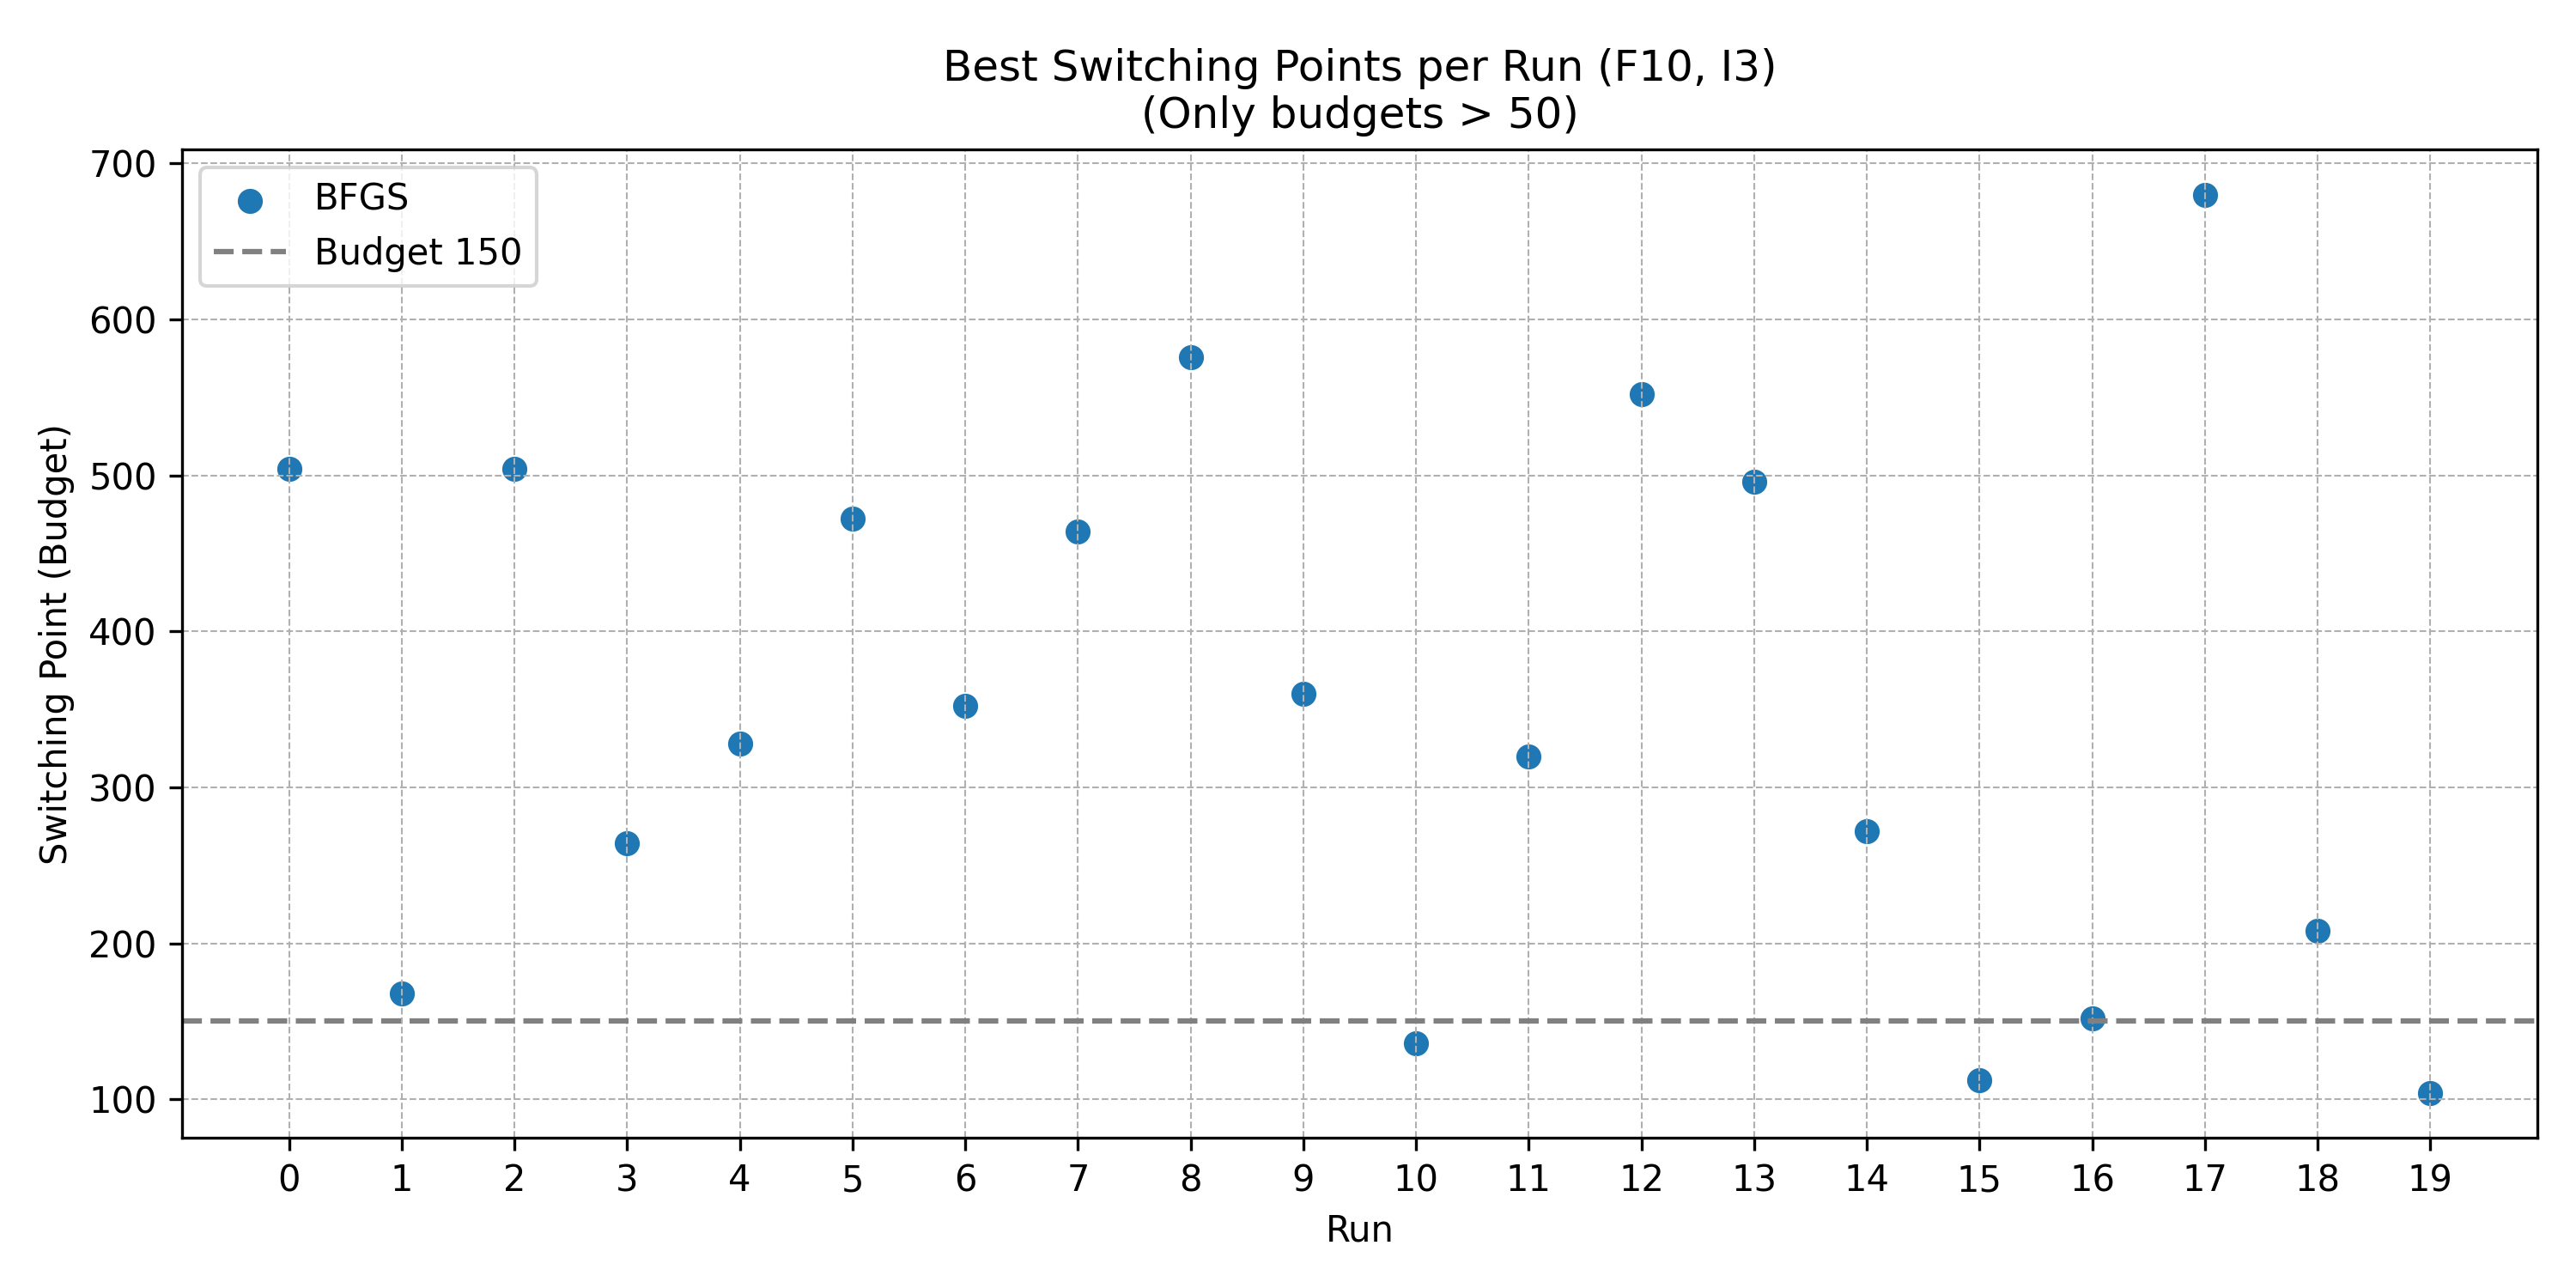 Best Switching Points per Run (F10, I3)
(Only budgets > 50)
BFGS
Budget 150
Switching Point (Budget)
700
600
500
400
300
200
100
0 1 2 3 4 5 6 7 8 9 10 11 12 13 14 15 16 17 18 19
Run